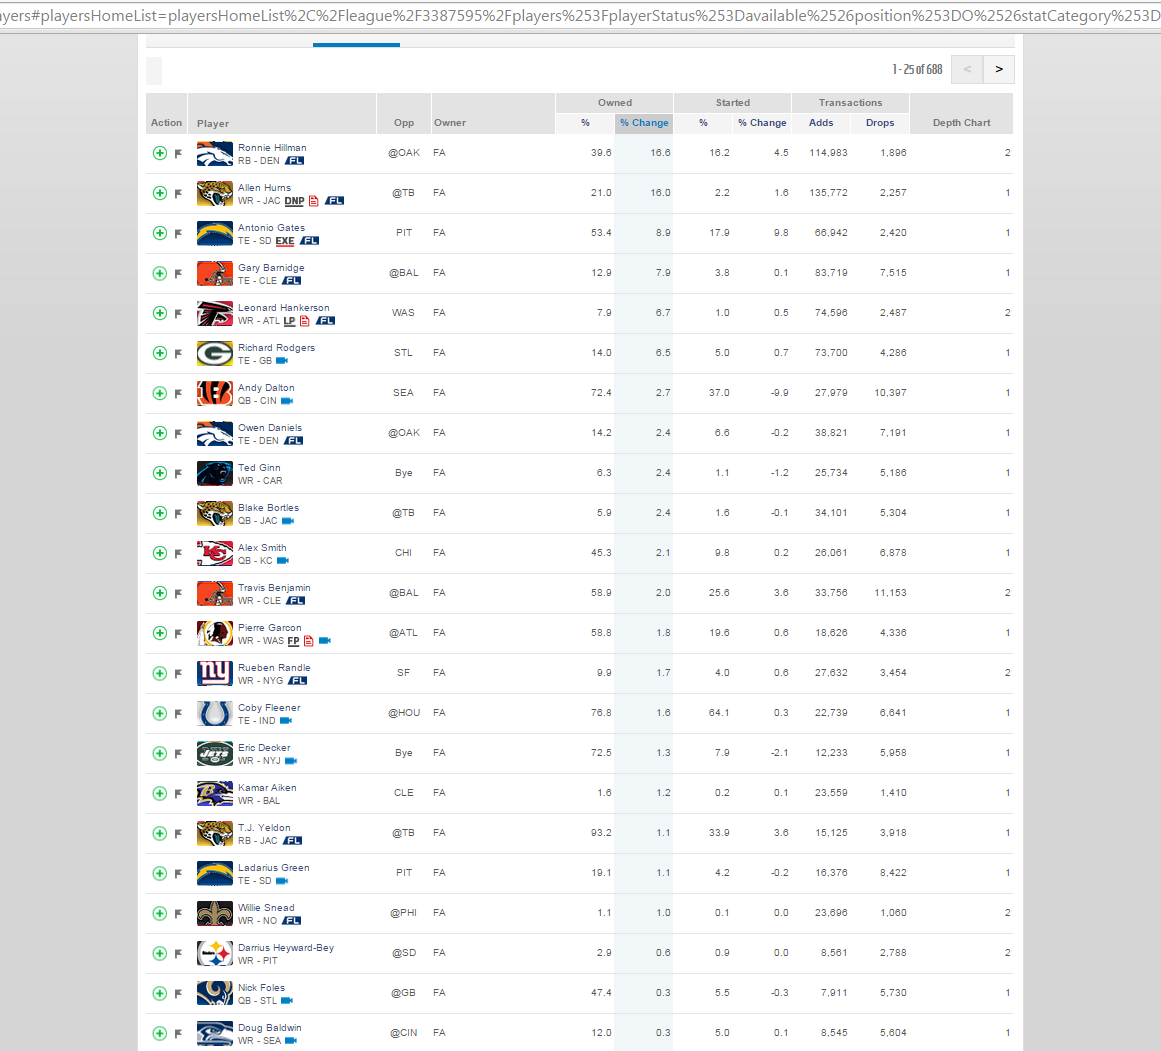 ayers#playersHomeList=playersHomeList%2C%2Fleague%2F3387595%2Fplayers%253FplayerStatus%253Davailable%2526position%253DO%2526statCategory%253D
1 - 25 of 688 < >
Owned Started Transactions
Action Player Opp Owner % % Change % % Change Adds Drops Depth Chart
Ronnie Hillman
RB - DEN @OAK FA 39.6 16.6 16.2 4.5 114,983 1,896 2
Allen Hurns
WR - JAC DNP @TB FA 21.0 16.0 2.2 1.6 135,772 2,257 1
Antonio Gates
TE - SD EXE PIT FA 53.4 8.9 17.9 9.8 66,942 2,420 1
Gary Barnidge
TE - CLE @BAL FA 12.9 7.9 3.8 0.1 83,719 7,515 1
Leonard Hankerson
WR - ATL LP WAS FA 7.9 6.7 1.0 0.5 74,596 2,487 2
Richard Rodgers
TE - GB STL FA 14.0 6.5 5.0 0.7 73,700 4,286 1
Andy Dalton
QB - CIN SEA FA 72.4 2.7 37.0 -9.9 27,979 10,397 1
Owen Daniels
TE - DEN @OAK FA 14.2 2.4 6.6 -0.2 38,821 7,191 1
Ted Ginn
WR - CAR Bye FA 6.3 2.4 1.1 -1.2 25,734 5,186 1
Blake Bortles
QB - JAC @TB FA 5.9 2.4 1.6 -0.1 34,101 5,304 1
Alex Smith
QB - KC CHI FA 45.3 2.1 9.8 0.2 26,061 6,878 1
Travis Benjamin
WR - CLE @BAL FA 58.9 2.0 25.6 3.6 33,756 11,153 2
Pierre Garcon
WR - WAS FP @ATL FA 58.8 1.8 19.6 0.6 18,626 4,336 1
Rueben Randle
WR - NYG SF FA 9.9 1.7 4.0 0.6 27,632 3,454 2
Coby Fleener
TE - IND @HOU FA 76.8 1.6 64.1 0.3 22,739 6,641 1
Eric Decker
WR - NYJ Bye FA 72.5 1.3 7.9 -2.1 12,233 5,958 1
Kamar Aiken
WR - BAL CLE FA 1.6 1.2 0.2 0.1 23,559 1,410 1
T.J. Yeldon
RB - JAC @TB FA 93.2 1.1 33.9 3.6 15,125 3,918 1
Ladarius Green
TE - SD PIT FA 19.1 1.1 4.2 -0.2 16,376 8,422 1
Willie Snead
WR - NO @PHI FA 1.1 1.0 0.1 0.0 23,696 1,060 2
Darrius Heyward-Bey
WR - PIT @SD FA 2.9 0.6 0.9 0.0 8,561 2,788 2
Nick Foles
QB - STL @GB FA 47.4 0.3 5.5 -0.3 7,911 5,730 1
Doug Baldwin
WR - SEA @CIN FA 12.0 0.3 5.0 0.1 8,545 5,604 1